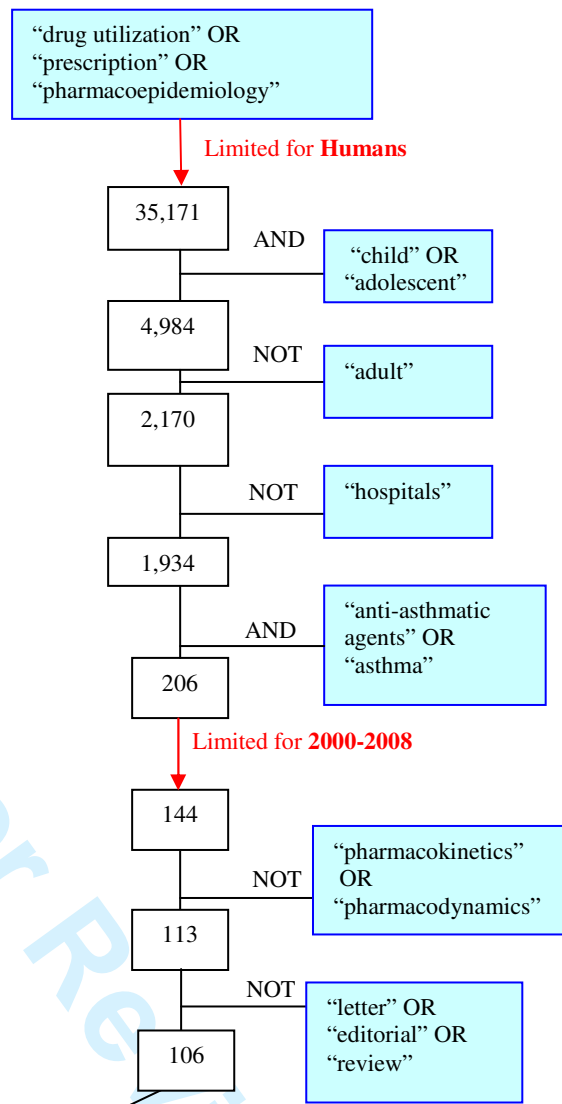 “drug utilization” OR
“prescription” OR
“pharmacoepidemiology”
Limited for Humans
35,171
AND
“child” OR
“adolescent”
4,984
NOT
“adult”
2,170
NOT
“hospitals”
1,934
“anti-asthmatic
agents” OR
“asthma”
AND
206
Limited for 2000-2008
144
“pharmacokinetics”
OR
“pharmacodynamics”
NOT
113
NOT
“letter” OR
“editorial” OR
“review”
106